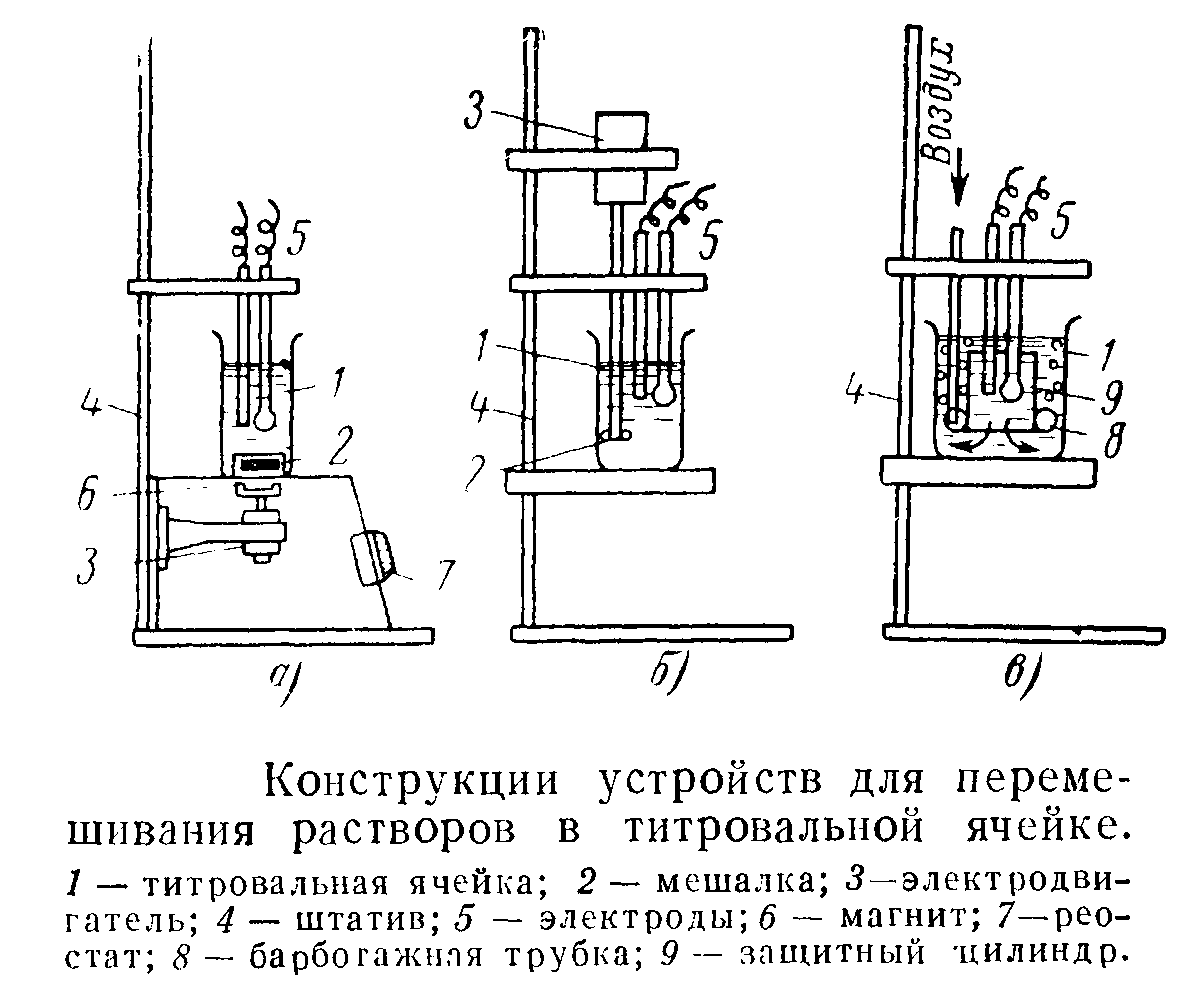 3
Воздух
5
5
5
1
1
1
4
4
4
9
8
2
2
6
3
7
а)
б)
в)
Конструкции устройств для переме-
шивания растворов в титровальной ячейке.
1 — титровальная ячейка; 2 — мешалка; 3—электродви-
гатель; 4 — штатив; 5 — электроды; 6 — магнит; 7—рео-
стат; 8 — барботажная трубка; 9 — защитный цилиндр.